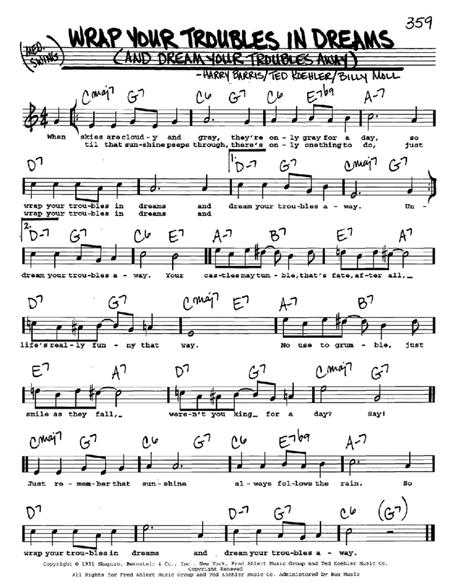 359
(MED. SWING)
WRAP YOUR TROUBLES IN DREAMS
(AND DREAM YOUR TROUBLES AWAY)
-HARRY BARRIS/TED KOEHLER/BILLY MOLL
Cmaj7 G7 C6 G7 C6 E7b9 A-7
When skies are cloud-y and gray, they're on-ly gray for a day, so
til that sun-shine peeps through, there's on-ly one thing to do, just
D7 1. D-7 G7 Cmaj7 G7
wrap your trou-bles in dreams and dream your trou-bles a - way. Un-
wrap your trou-bles in dreams and
2. D-7 G7 C6 E7 A-7 B7 E7 A-7
dream your trou-bles a - way. Your cas-tles may tum-ble, that's fate, af-ter all,
D7 G7 Cmaj7 E7 A-7 B7
life's real-ly fun-ny that way. No use to grum-ble, just
E7 A7 D7 G7 Cmaj7 G7
smile as they fall, were-n't you king for a day? Say!
Cmaj7 G7 C6 G7 C6 E7b9 A-7
Just re-mem-ber that sun-shine al-ways fol-lows the rain. So
D7 D-7 G7 C6 (G7)
wrap your trou-bles in dreams and dream your trou-bles a - way.
Copyright © 1931 Shapiro, Bernstein & Co., Inc., New York, Fred Ahlert Music Group and Ted Koehler Music Co.
Copyright Renewed
All Rights for Fred Ahlert Music Group and Ted Koehler Music Co. Administered by Bug Music